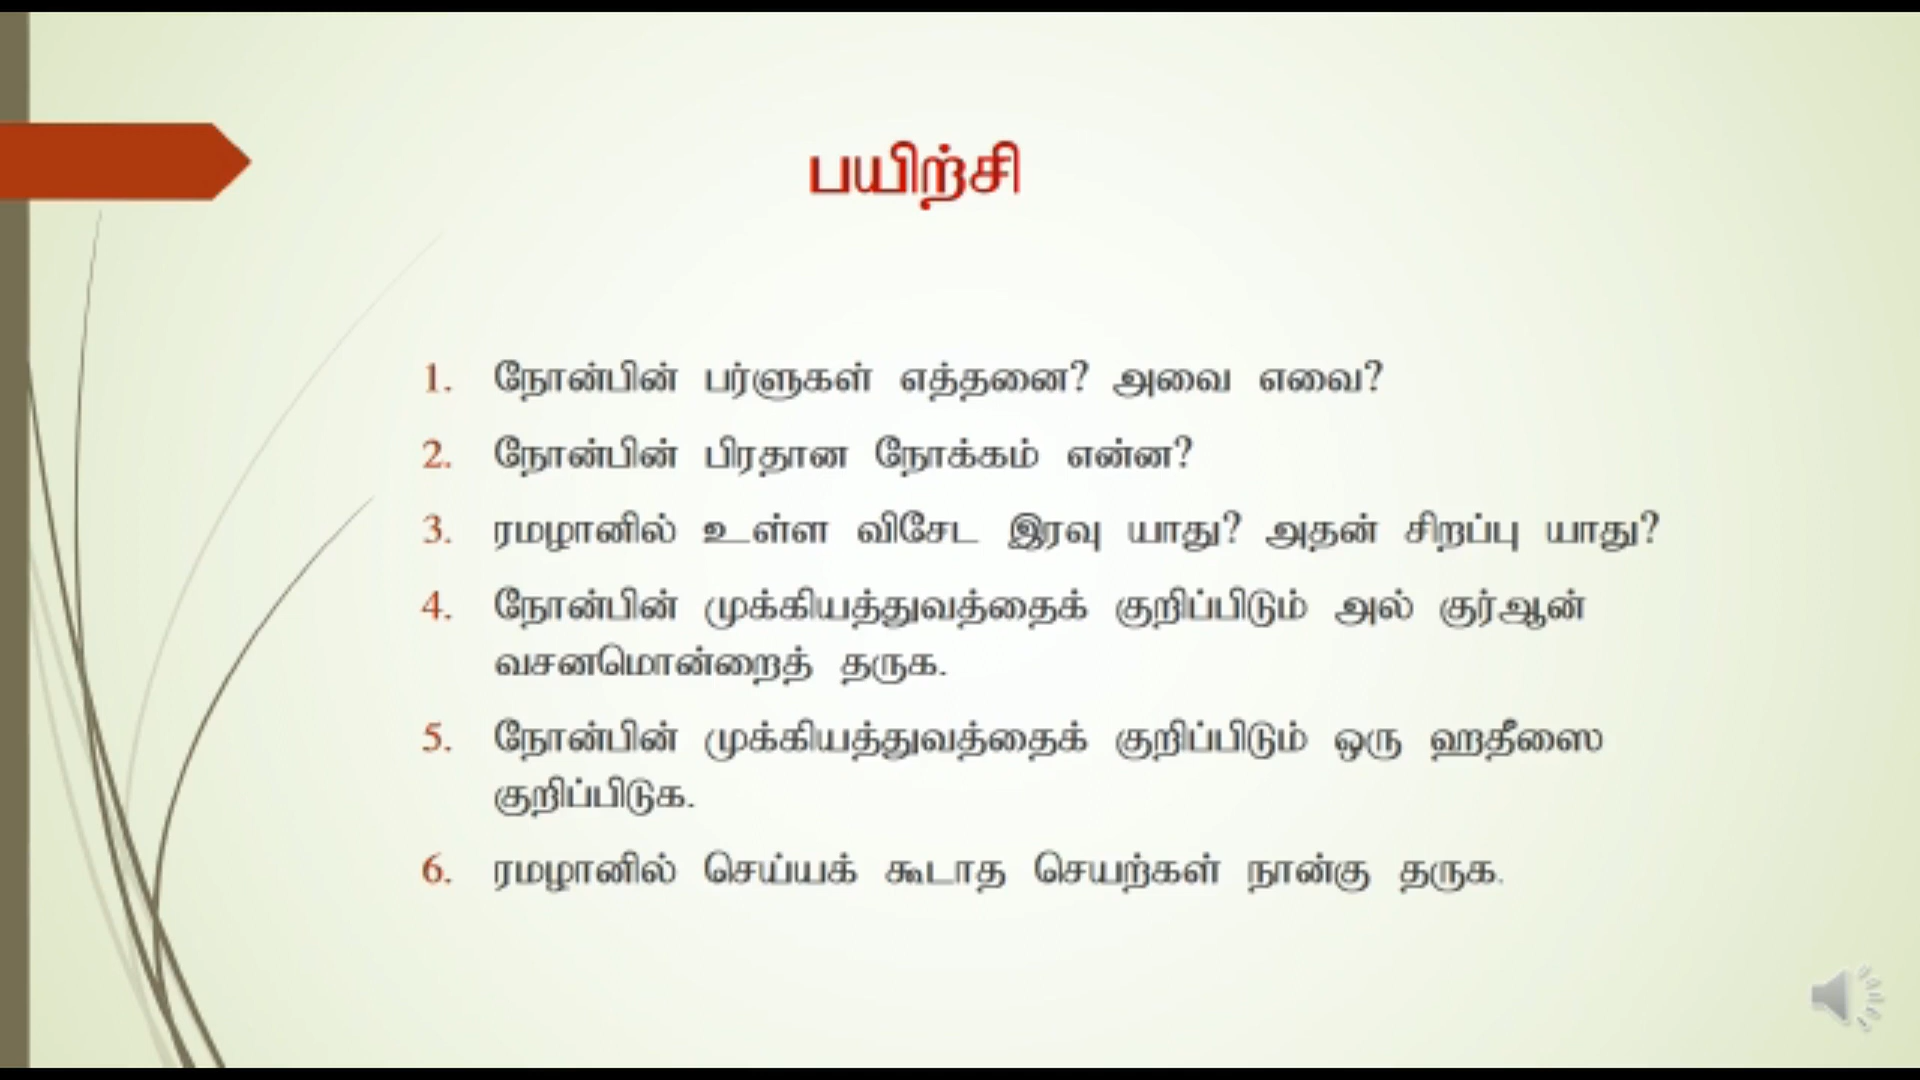 பயிற்சி
1. நோன்பின் பர்ளுகள் எத்தனை? அவை எவை?
2. நோன்பின் பிரதான நோக்கம் என்ன?
3. ரமழானில் உள்ள விசேட இரவு யாது? அதன் சிறப்பு யாது?
4. நோன்பின் முக்கியத்துவத்தைக் குறிப்பிடும் அல் குர்ஆன்
வசனமொன்றைத் தருக.
5. நோன்பின் முக்கியத்துவத்தைக் குறிப்பிடும் ஒரு ஹதீஸை
குறிப்பிடுக.
6. ரமழானில் செய்யக் கூடாத செயற்கள் நான்கு தருக.